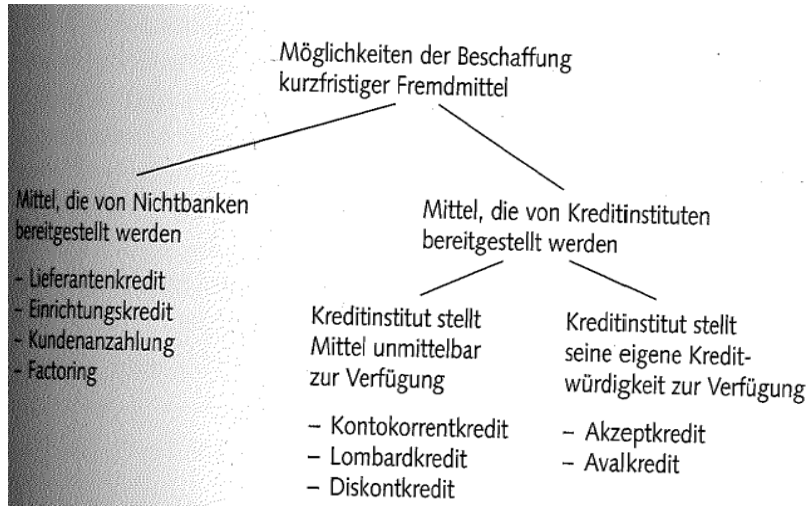 Möglichkeiten der Beschaffung
kurzfristiger Fremdmittel
Mittel, die von Nichtbanken
bereitgestellt werden
- Lieferantenkredit
- Einrichtungskredit
- Kundenanzahlung
- Factoring
Mittel, die von Kreditinstituten
bereitgestellt werden
Kreditinstitut stellt
Mittel unmittelbar
zur Verfügung
– Kontokorrentkredit
– Lombardkredit
– Diskontkredit
Kreditinstitut stellt
seine eigene Kredit-
würdigkeit zur Verfügung
– Akzeptkredit
– Avalkredit